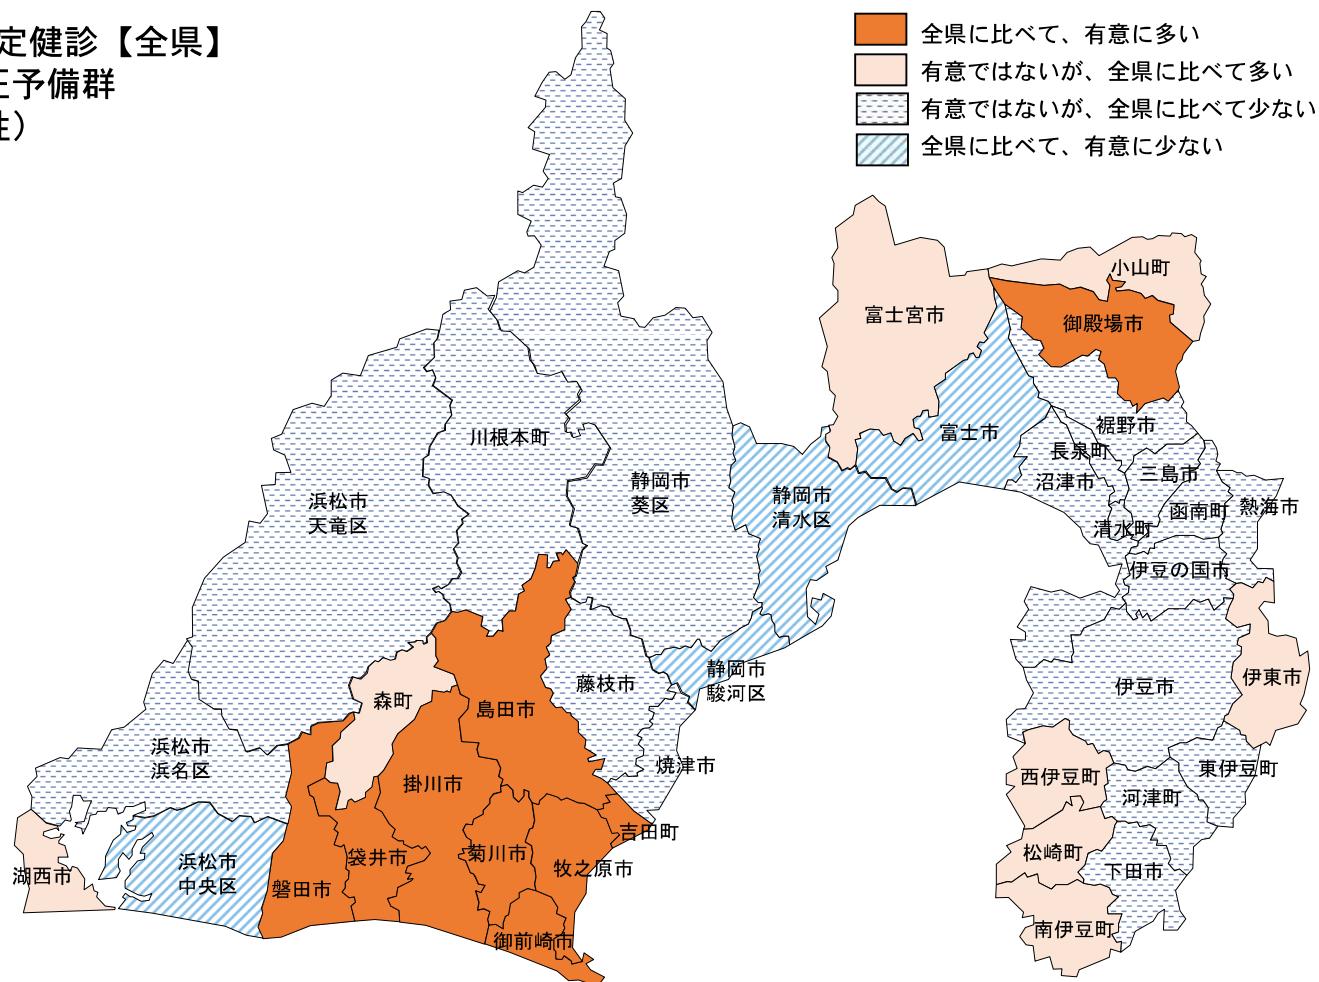 定健診【全県】
予備群
）
全県に比べて、有意に多い
有意ではないが、全県に比べて多い
有意ではないが、全県に比べて少ない
全県に比べて、有意に少ない
小山町
富士宮市
御殿場市
裾野市
富士市
川根本町
長泉町
三島市
静岡市
葵区
沼津市
静岡市
清水区
浜松市
天竜区
函南町
熱海市
清水町
伊豆の国市
静岡市
駿河区
藤枝市
伊豆市
伊東市
森町
島田市
浜松市
浜名区
焼津市
掛川市
西伊豆町
東伊豆町
河津町
吉田町
浜松市
中央区
袋井市
菊川市
牧之原市
松崎町
下田市
湖西市
磐田市
御前崎市
南伊豆町